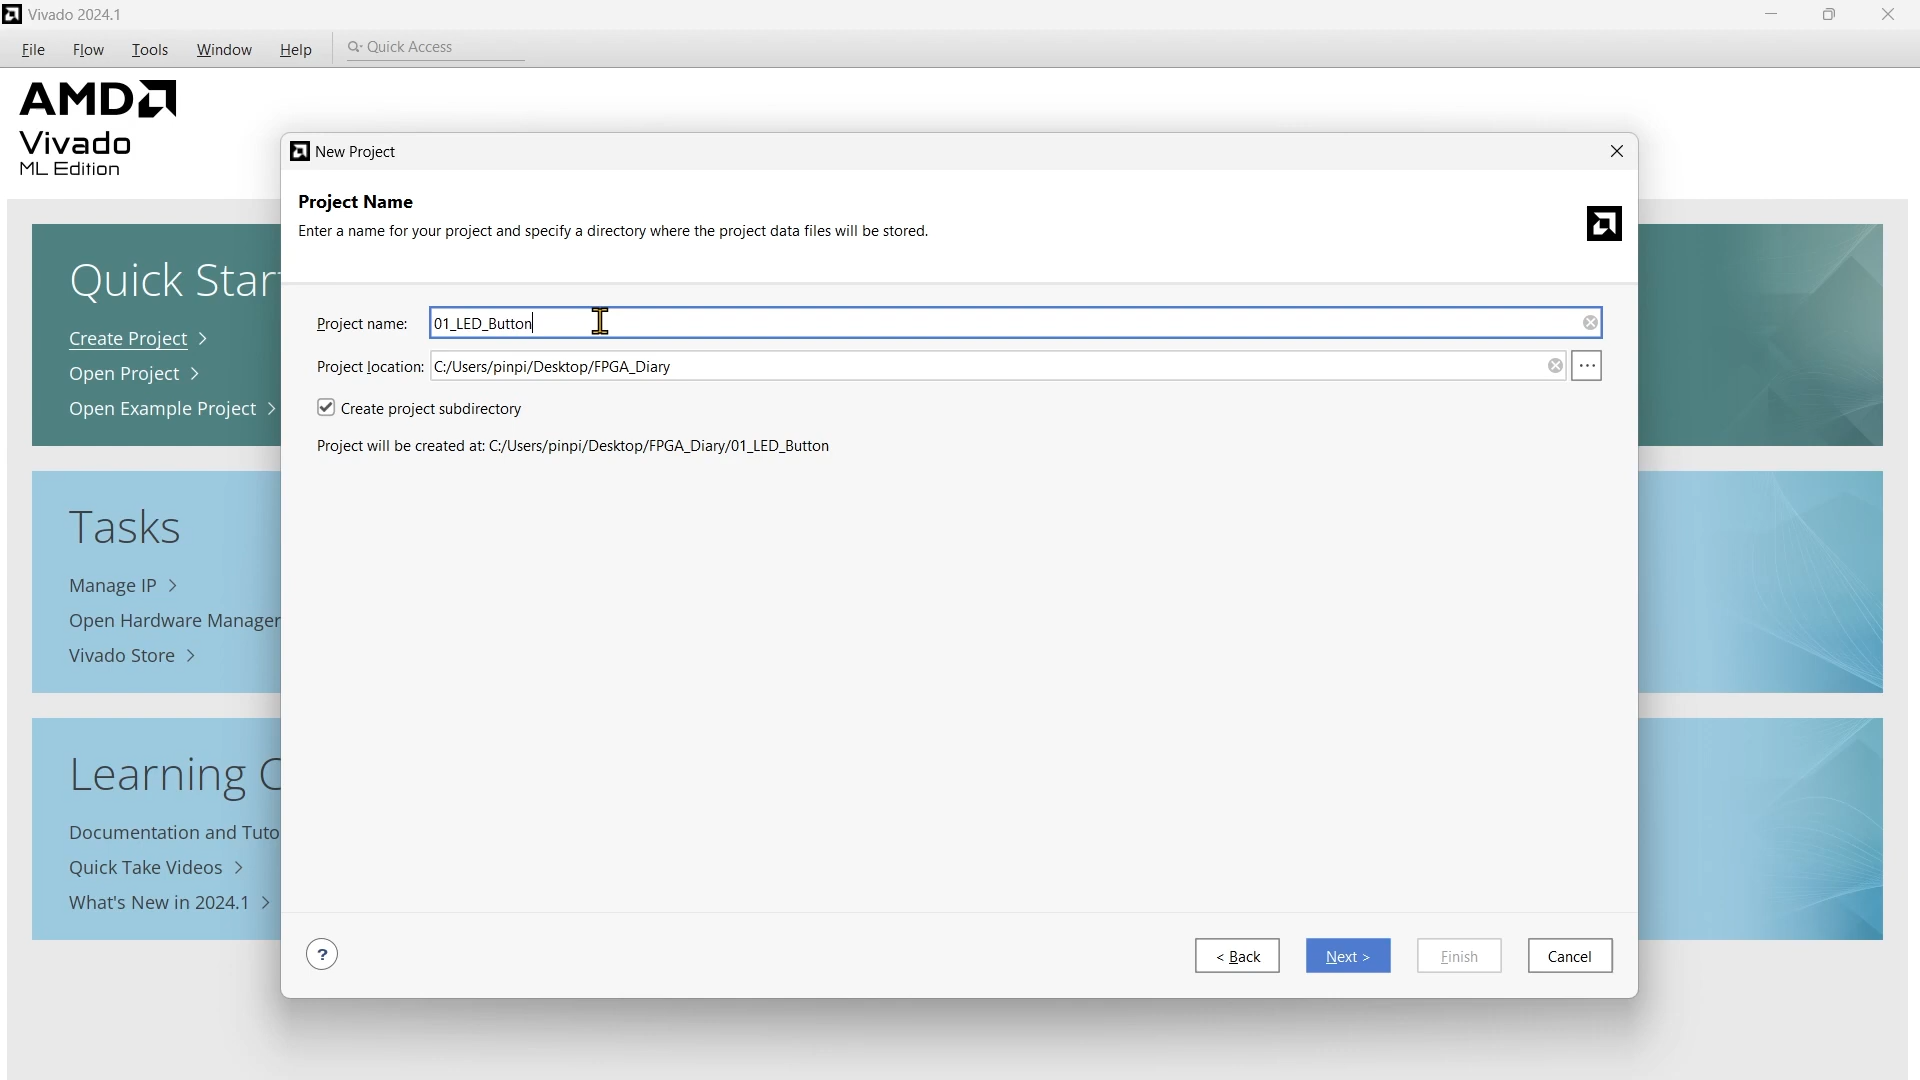 Vivado 2024.1
File Flow Tools Window Help Quick Access
AMD
Vivado
ML Edition
New Project
Project Name
Enter a name for your project and specify a directory where the project data files will be stored.
Quick Star
Create Project >
Open Project >
Open Example Project >
Project name: 01_LED_Button
Project location: C:/Users/pinpi/Desktop/FPGA_Diary ...
Create project subdirectory
Project will be created at: C:/Users/pinpi/Desktop/FPGA_Diary/01_LED_Button
Tasks
Manage IP >
Open Hardware Manager
Vivado Store >
Learning C
Documentation and Tuto
Quick Take Videos >
What's New in 2024.1 >
? < Back Next > Finish Cancel